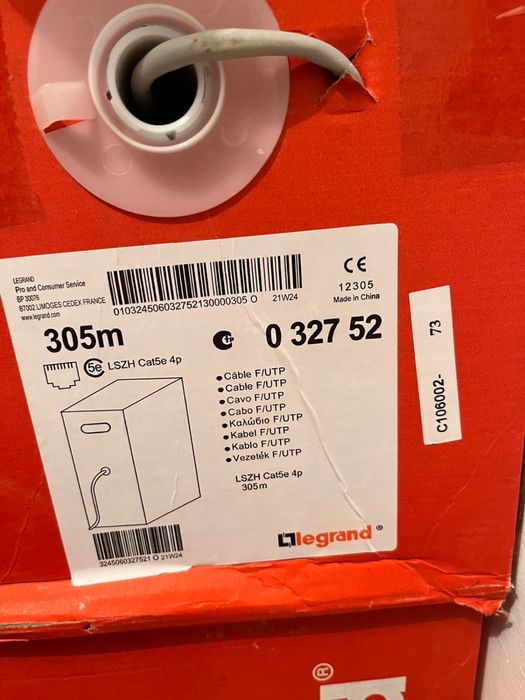 LEGRAND
Pro and Consumer Service
BP 30076
87002 LIMOGES CEDEX FRANCE
www.legrand.com
010324506032752130000305 O 21W24
CE
12305
Made in China
305m
5e LSZH Cat5e 4p
0 327 52
• Câble F/UTP
• Cable F/UTP
• Cavo F/UTP
• Cabo F/UTP
• Καλώδιο F/UTP
• Kabel F/UTP
• Kablo F/UTP
• Vezeték F/UTP
LSZH Cat5e 4p
305m
3245060327521 O 21W24
legrand ®
C106002- 73
®